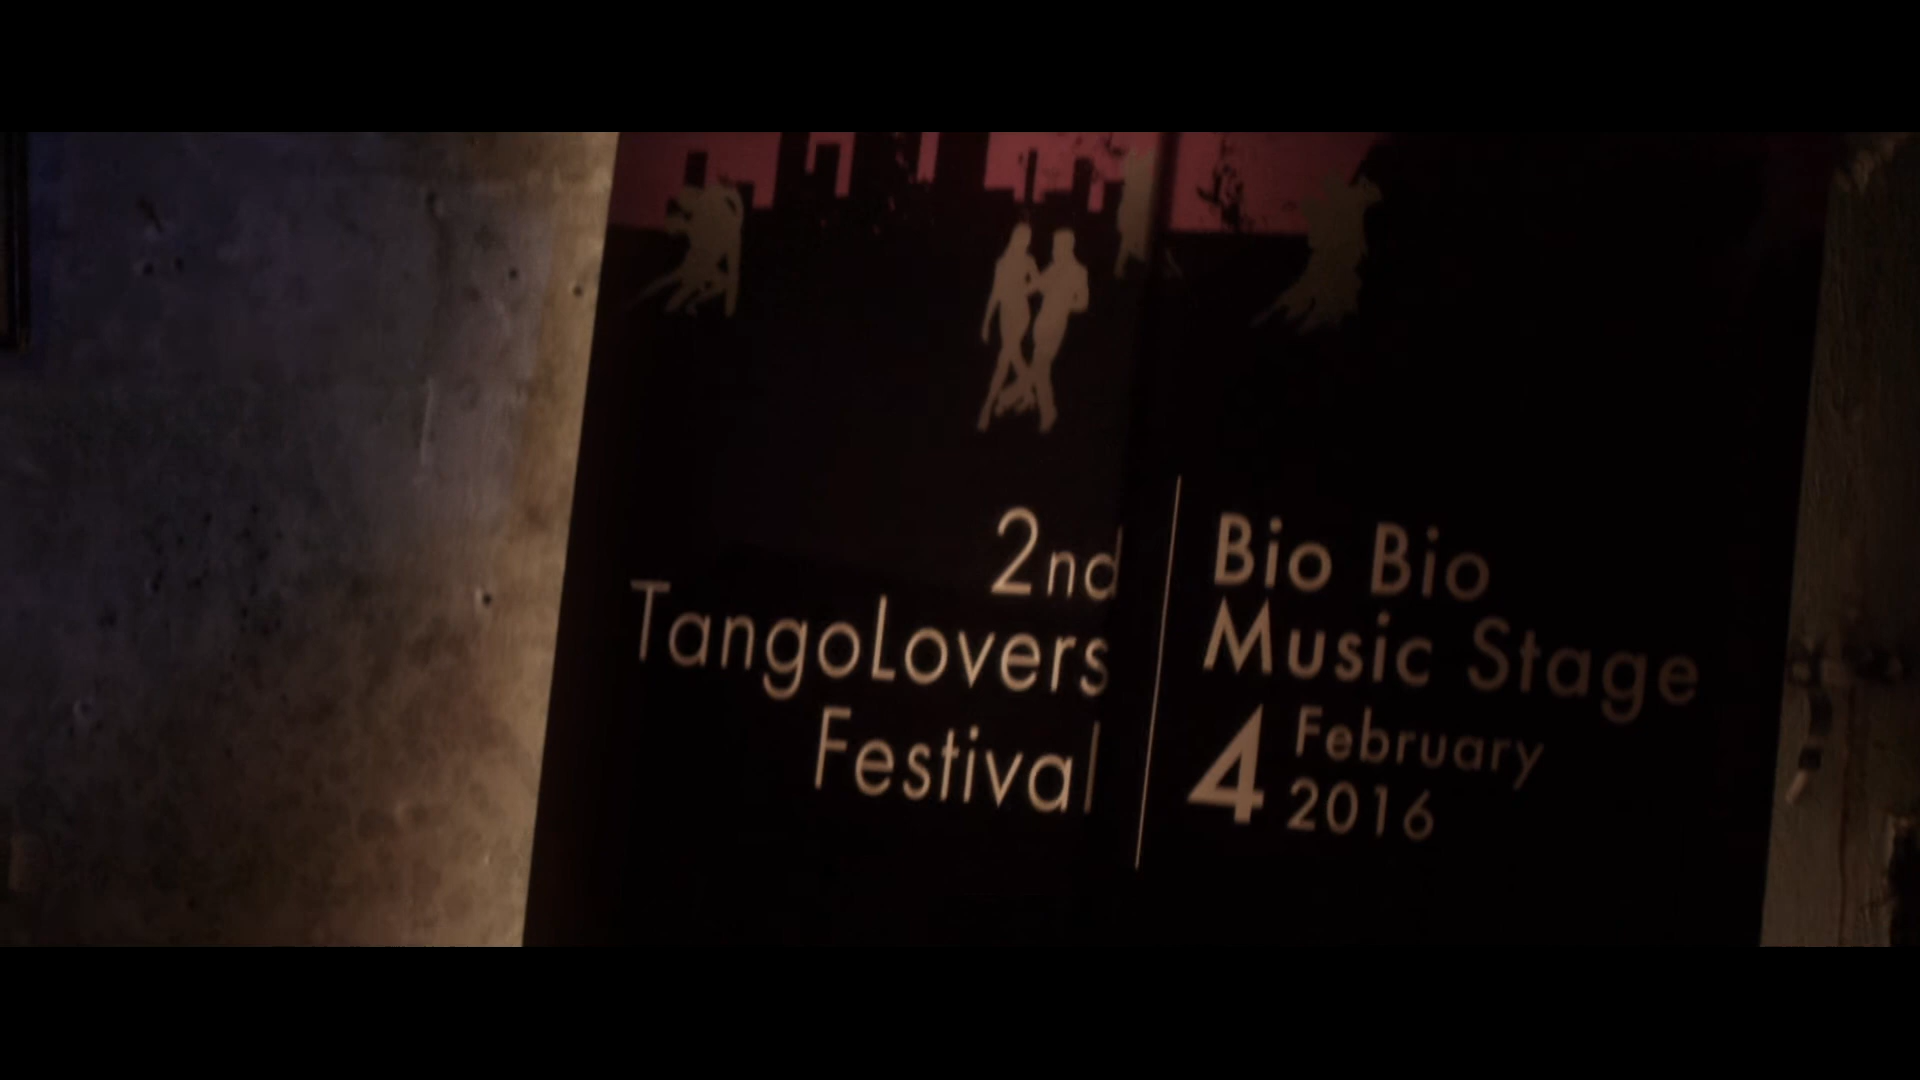 2nd
TangoLovers
Festival
Bio Bio
Music Stage
4 February
2016